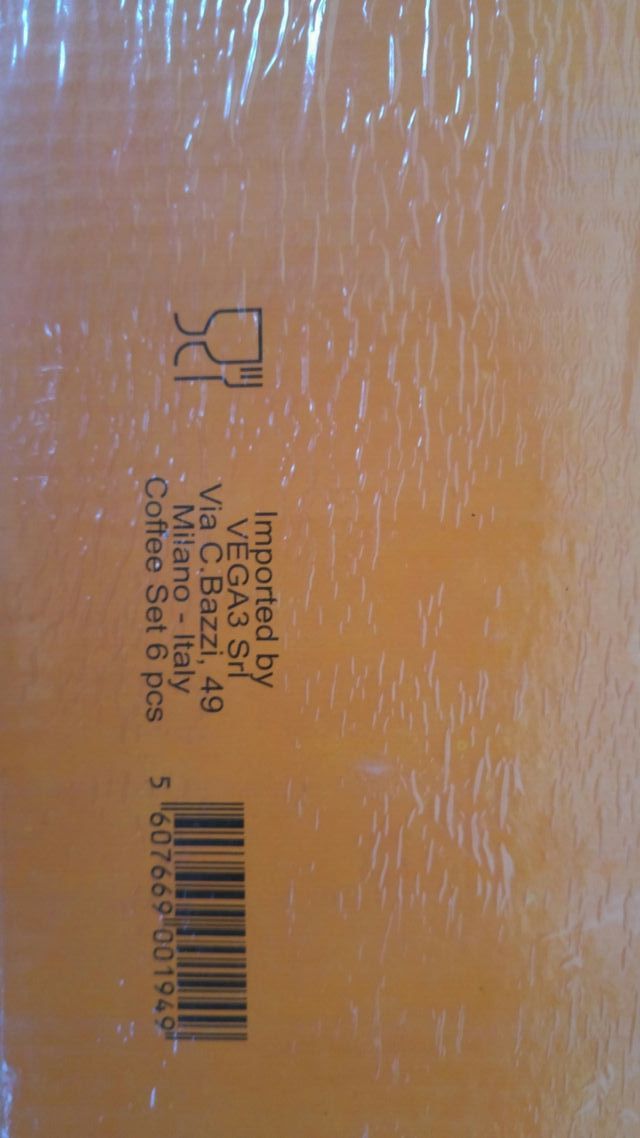 Imported by
VEGA3 Srl
Via C.Bazzi, 49
Milano - Italy
Coffee Set 6 pcs
5 607669 001949